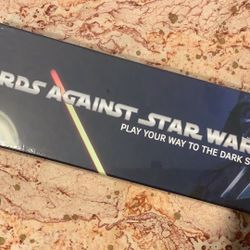 RDS AGAINST STAR WAR
PLAY YOUR WAY TO THE DARK S